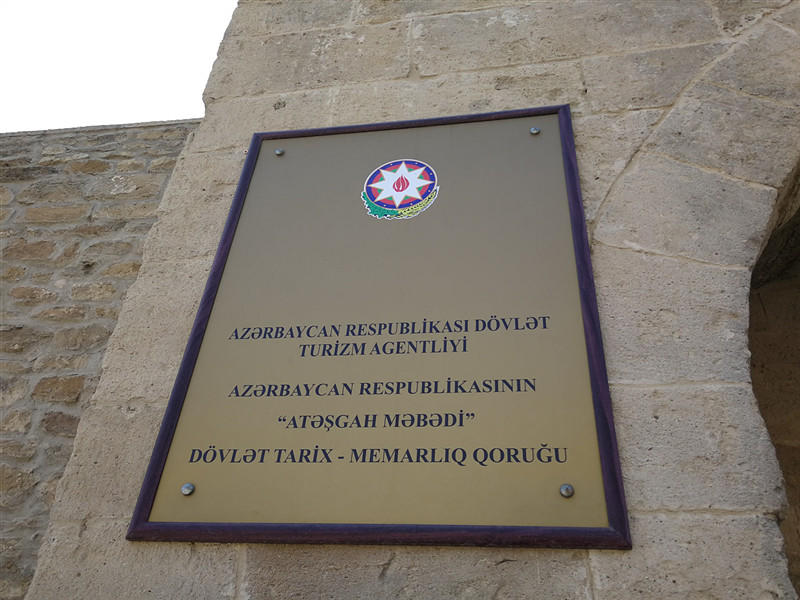 AZƏRBAYCAN RESPUBLİKASI DÖVLƏT
TURİZM AGENTLİYİ
AZƏRBAYCAN RESPUBLİKASININ
“ATƏŞGAH MƏBƏDİ”
DÖVLƏT TARİX - MEMARLIQ QORUĞU